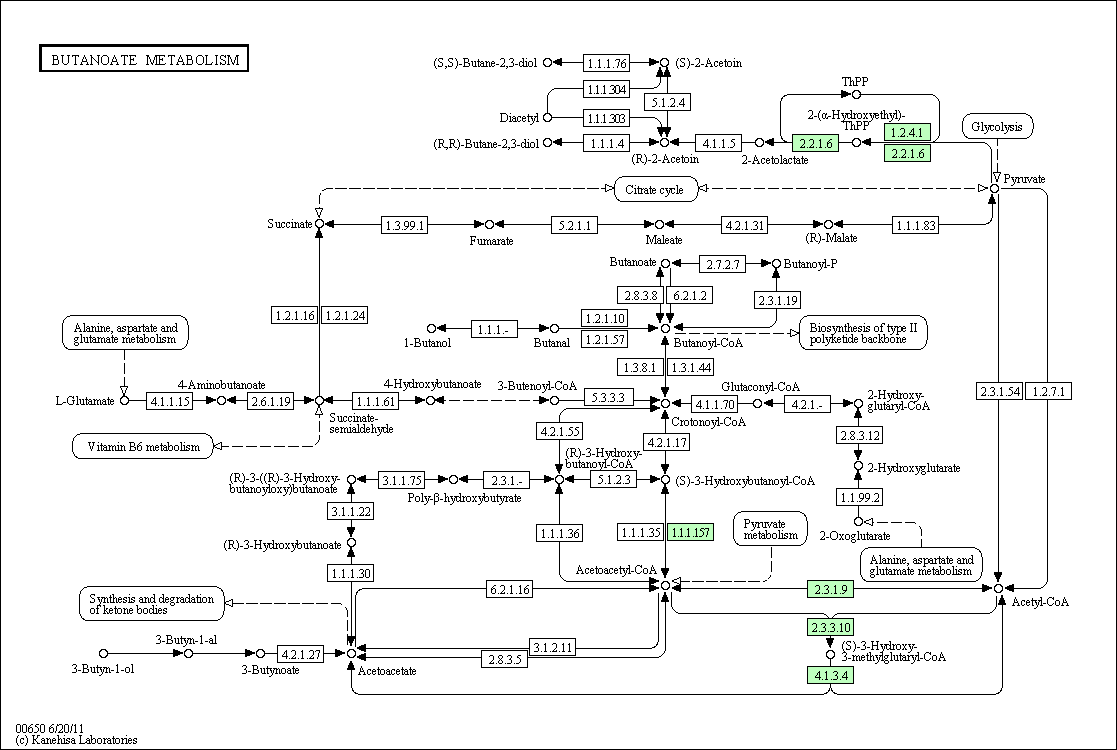 BUTANOATE METABOLISM
(S,S)-Butane-2,3-diol
1.1.1.76
(S)-2-Acetoin
1.1.1.304
5.1.2.4
Diacetyl
1.1.1.303
(R,R)-Butane-2,3-diol
1.1.1.4
(R)-2-Acetoin
4.1.1.5
2-Acetolactate
2.2.1.6
ThPP
2-(α-Hydroxyethyl)-
ThPP
1.2.4.1
2.2.1.6
Glycolysis
Pyruvate
Citrate cycle
Succinate
1.3.99.1
Fumarate
5.2.1.1
Maleate
4.2.1.31
(R)-Malate
1.1.1.83
Butanoate
2.7.2.7
Butanoyl-P
2.8.3.8
6.2.1.2
2.3.1.19
1.2.1.16
1.2.1.24
Alanine, aspartate and
glutamate metabolism
1-Butanol
1.1.1.-
Butanal
1.2.1.10
1.2.1.57
Butanoyl-CoA
Biosynthesis of type II
polyketide backbone
1.3.8.1
1.3.1.44
L-Glutamate
4.1.1.15
4-Aminobutanoate
2.6.1.19
Succinate-
semialdehyde
1.1.1.61
4-Hydroxybutanoate
3-Butenoyl-CoA
5.3.3.3
Crotonoyl-CoA
4.1.1.70
Glutaconyl-CoA
4.2.1.-
2-Hydroxy-
glutaryl-CoA
2.3.1.54
1.2.7.1
Vitamin B6 metabolism
4.2.1.55
4.2.1.17
2.8.3.12
(R)-3-Hydroxy-
butanoyl-CoA
2-Hydroxyglutarate
(R)-3-((R)-3-Hydroxy-
butanoyloxy)butanoate
3.1.1.75
Poly-β-hydroxybutyrate
2.3.1.-
5.1.2.3
(S)-3-Hydroxybutanoyl-CoA
1.1.99.2
3.1.1.22
2-Oxoglutarate
(R)-3-Hydroxybutanoate
1.1.1.36
1.1.1.35
1.1.1.157
Pyruvate
metabolism
Alanine, aspartate and
glutamate metabolism
1.1.1.30
Acetoacetyl-CoA
6.2.1.16
2.3.1.9
Acetyl-CoA
Synthesis and degradation
of ketone bodies
2.3.3.10
3-Butyn-1-ol
3-Butyn-1-al
3-Butynoate
4.2.1.27
Acetoacetate
3.1.2.11
2.8.3.5
(S)-3-Hydroxy-
3-methylglutaryl-CoA
4.1.3.4
00650 6/20/11
(c) Kanehisa Laboratories